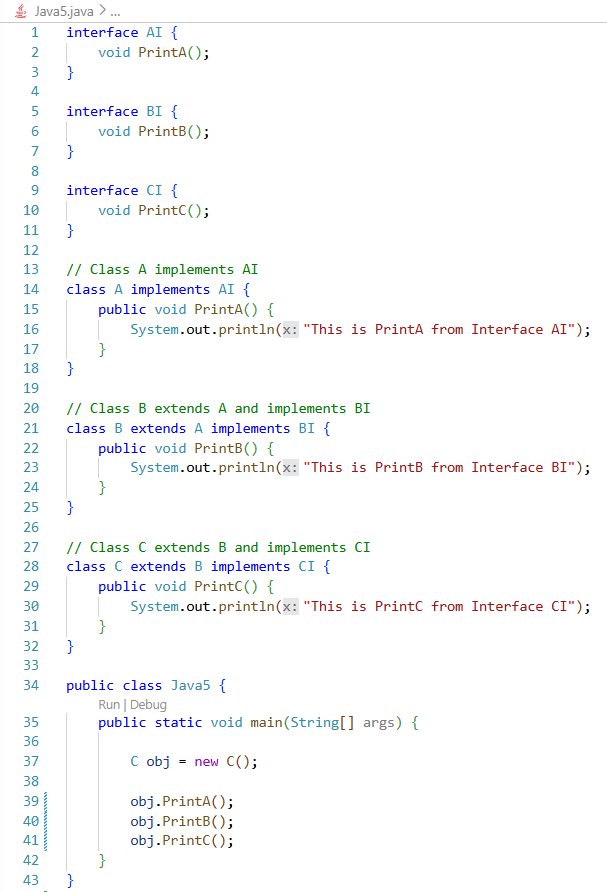 Java5.java > ...
1 interface AI {
2     void PrintA();
3 }
4
5 interface BI {
6     void PrintB();
7 }
8
9 interface CI {
10     void PrintC();
11 }
12
13 // Class A implements AI
14 class A implements AI {
15     public void PrintA() {
16         System.out.println(x: "This is PrintA from Interface AI");
17     }
18 }
19
20 // Class B extends A and implements BI
21 class B extends A implements BI {
22     public void PrintB() {
23         System.out.println(x: "This is PrintB from Interface BI");
24     }
25 }
26
27 // Class C extends B and implements CI
28 class C extends B implements CI {
29     public void PrintC() {
30         System.out.println(x: "This is PrintC from Interface CI");
31     }
32 }
33
34 public class Java5 {
Run | Debug
35     public static void main(String[] args) {
36
37         C obj = new C();
38
39         obj.PrintA();
40         obj.PrintB();
41         obj.PrintC();
42     }
43 }